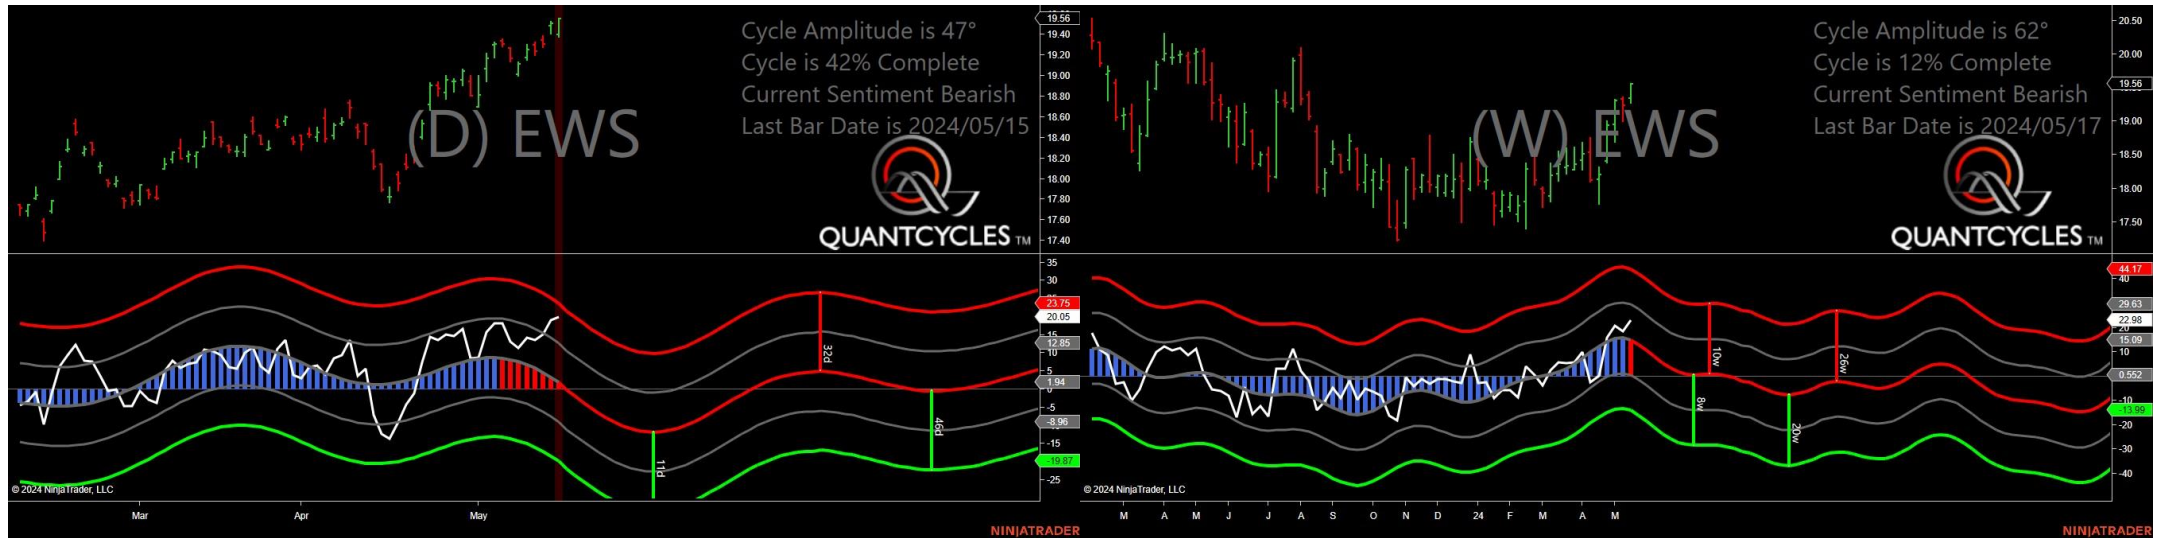 Cycle Amplitude is 47°
Cycle is 42% Complete
Current Sentiment Bearish
Last Bar Date is 2024/05/15
(D) EWS
QUANTCYCLES TM
19.56
19.40
19.20
19.00
18.80
18.60
18.40
18.20
18.00
17.80
17.60
17.40
35
30
23.75
20.05
15
12.85
10
5
1.94
0
-5
-8.96
-15
-19.87
-25
32d
46d
11d
© 2024 NinjaTrader, LLC
Mar
Apr
May
NINJATRADER
Cycle Amplitude is 62°
Cycle is 12% Complete
Current Sentiment Bearish
Last Bar Date is 2024/05/17
(W) EWS
QUANTCYCLES TM
20.50
20.00
19.56
19.00
18.50
18.00
17.50
44.17
40
29.63
22.98
20
15.09
10
0.552
-10
-13.99
-20
-30
-40
10w
26w
8w
20w
© 2024 NinjaTrader, LLC
M A M J J A S O N D 24 F M A M
NINJATRADER